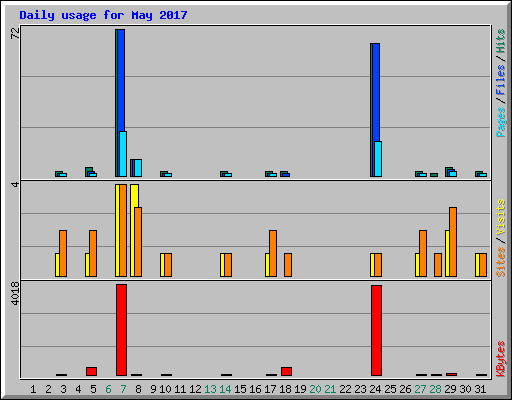 Daily usage for May 2017
72
Pages / Files / Hits
4
Sites / Visits
4018
KBytes
1 2 3 4 5 6 7 8 9 10 11 12 13 14 15 16 17 18 19 20 21 22 23 24 25 26 27 28 29 30 31